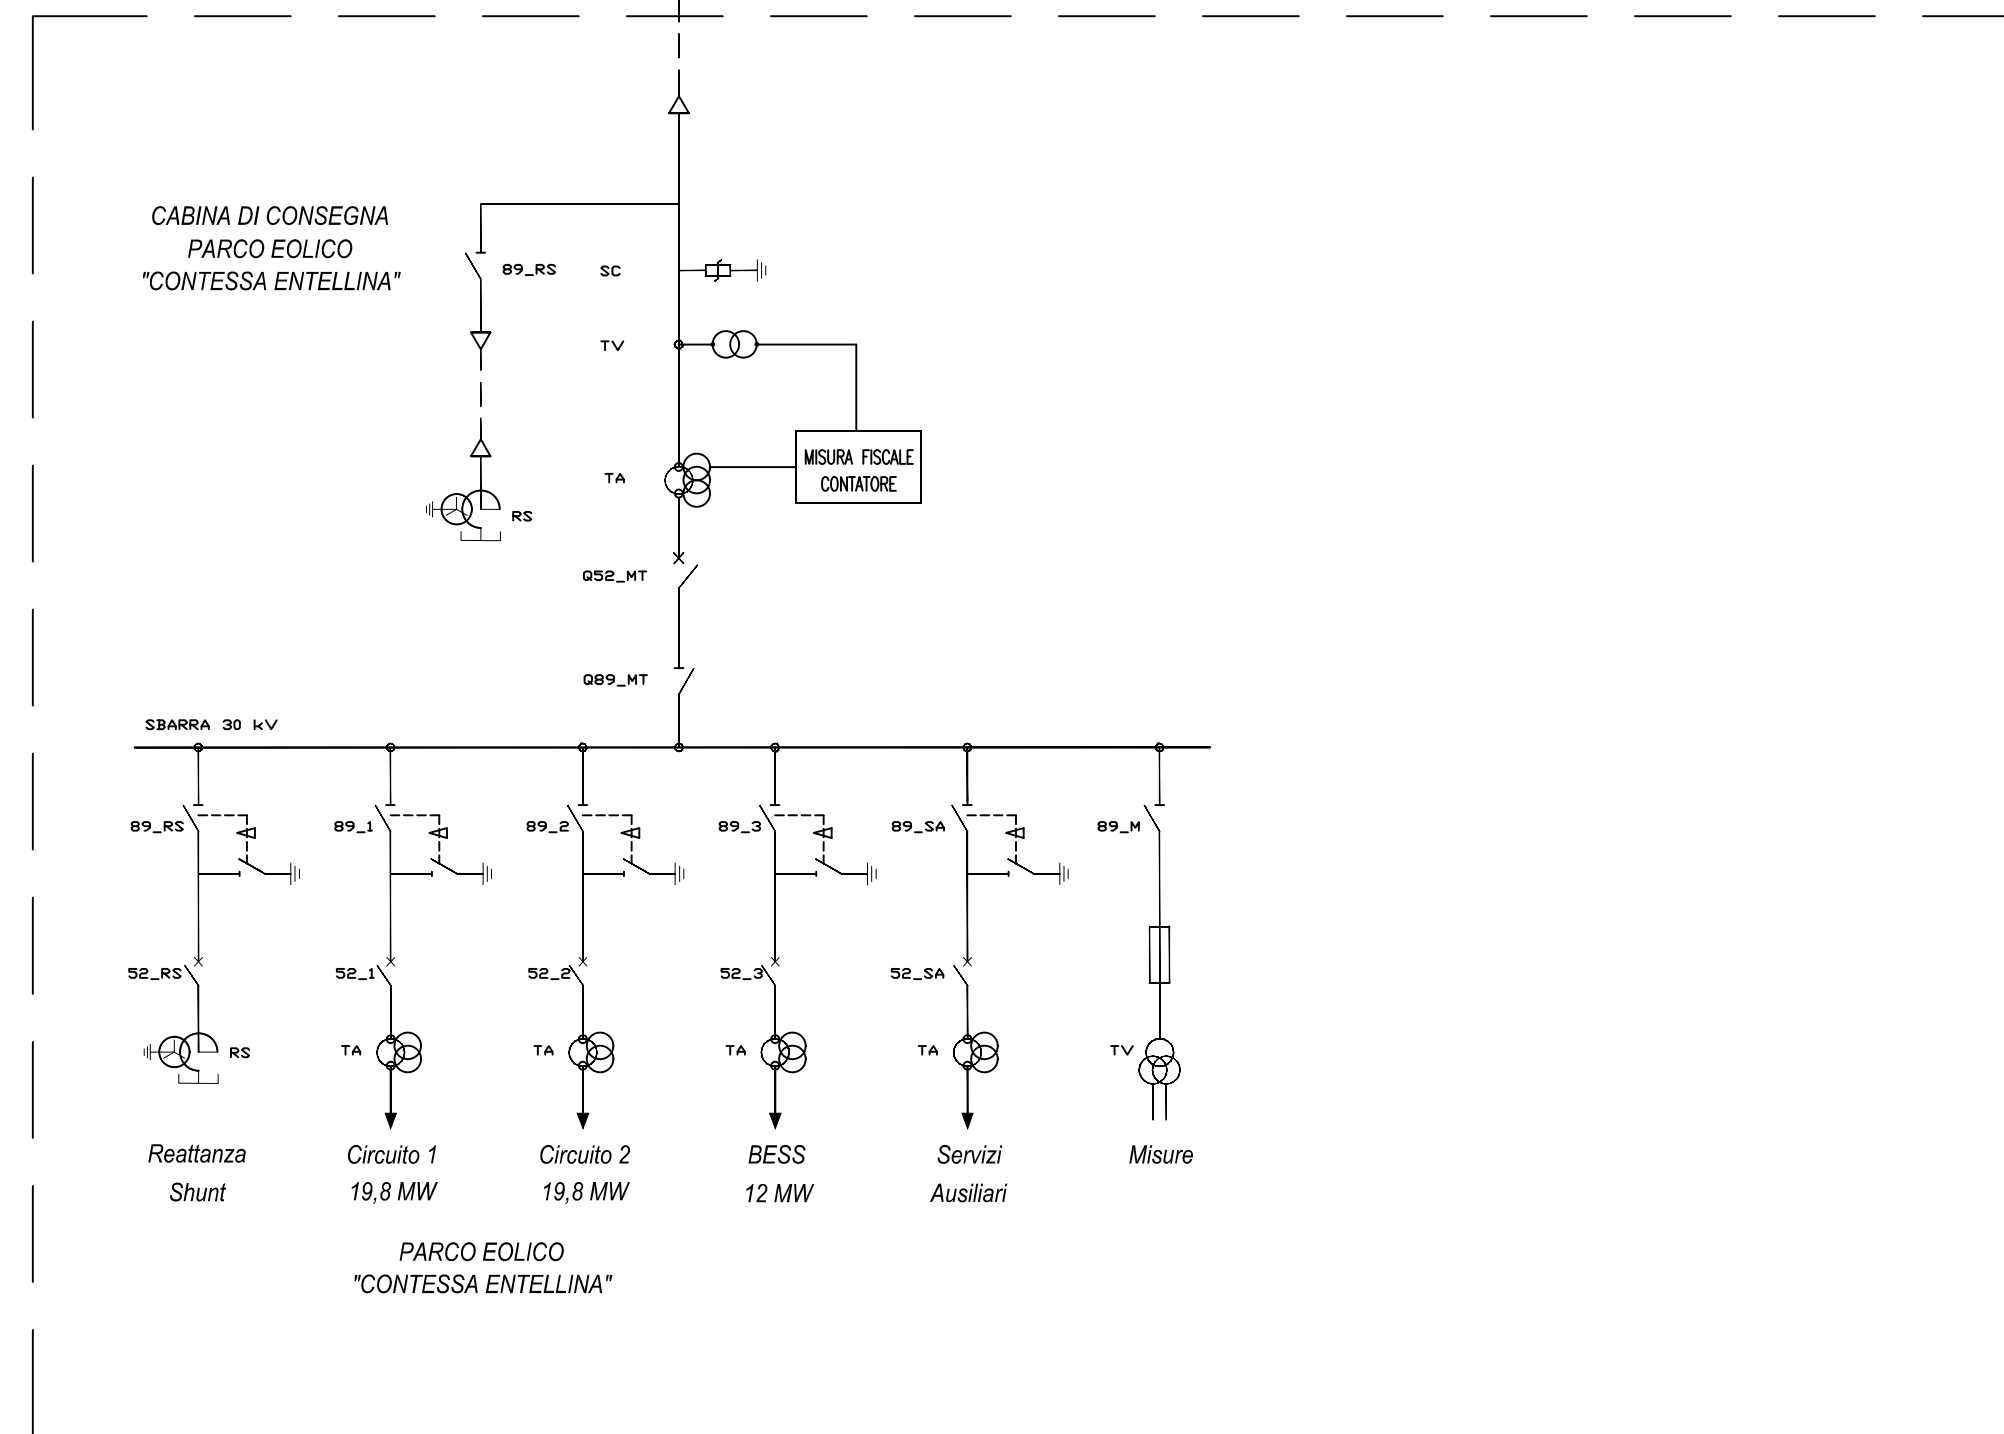 CABINA DI CONSEGNA
PARCO EOLICO
"CONTESSA ENTELLINA"
89_RS
SC
TV
MISURA FISCALE
CONTATORE
TA
RS
Q52_MT
Q89_MT
SBARRA 30 kV
89_RS
89_1
89_2
89_3
89_SA
89_M
52_RS
52_1
52_2
52_3
52_SA
RS
TA
TA
TA
TA
TV
Reattanza
Shunt
Circuito 1
19,8 MW
Circuito 2
19,8 MW
BESS
12 MW
Servizi
Ausiliari
Misure
PARCO EOLICO
"CONTESSA ENTELLINA"